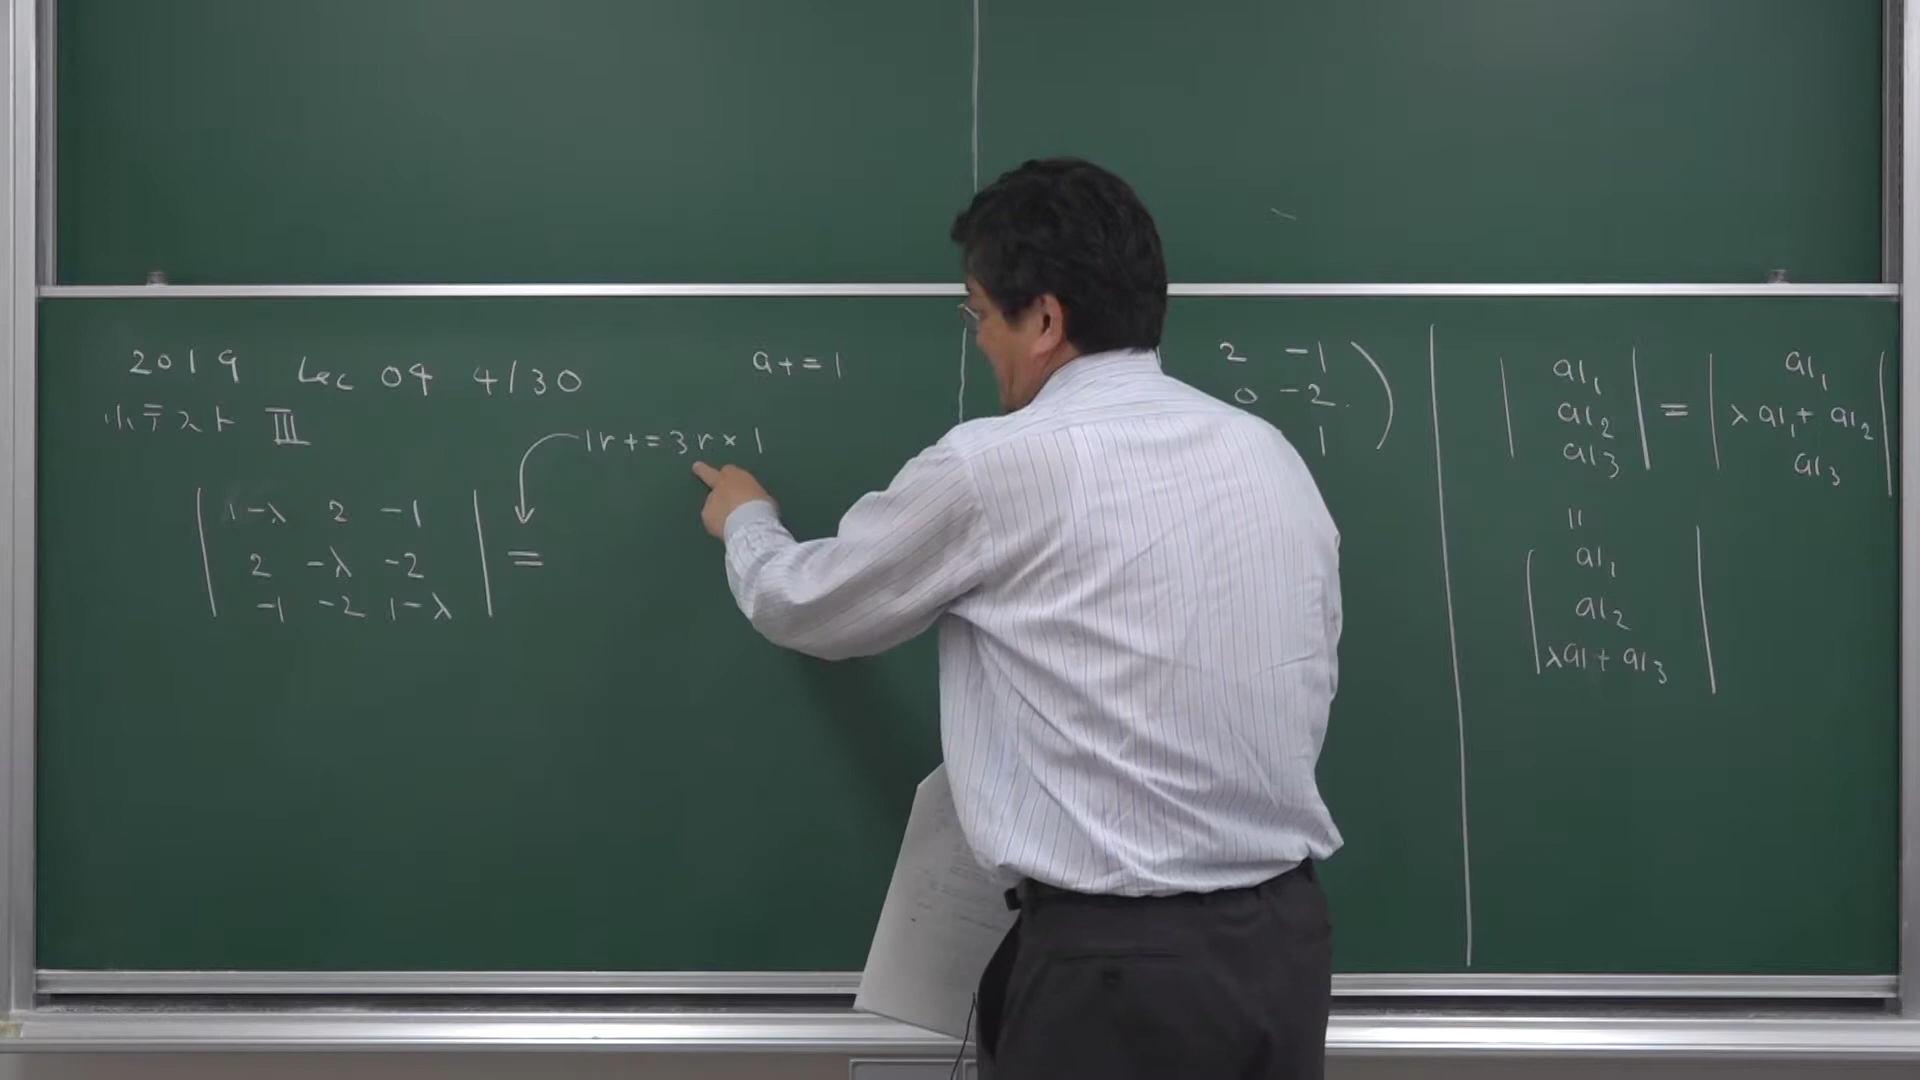 2019 Lec 04 4/30
小テスト III
a += 1
1r += 3r × 1
| 1-λ 2 -1 |
| 2 -λ -2 | =
| -1 -2 1-λ |
2 -1
0 -2
1
| a1₁ | = | a1₁ |
| a1₂ | = | λa1₁ + a1₂ |
| a1₃ | = | a1₃ |
||
| a1₁ |
| a1₂ |
| λa1 + a1₃ |